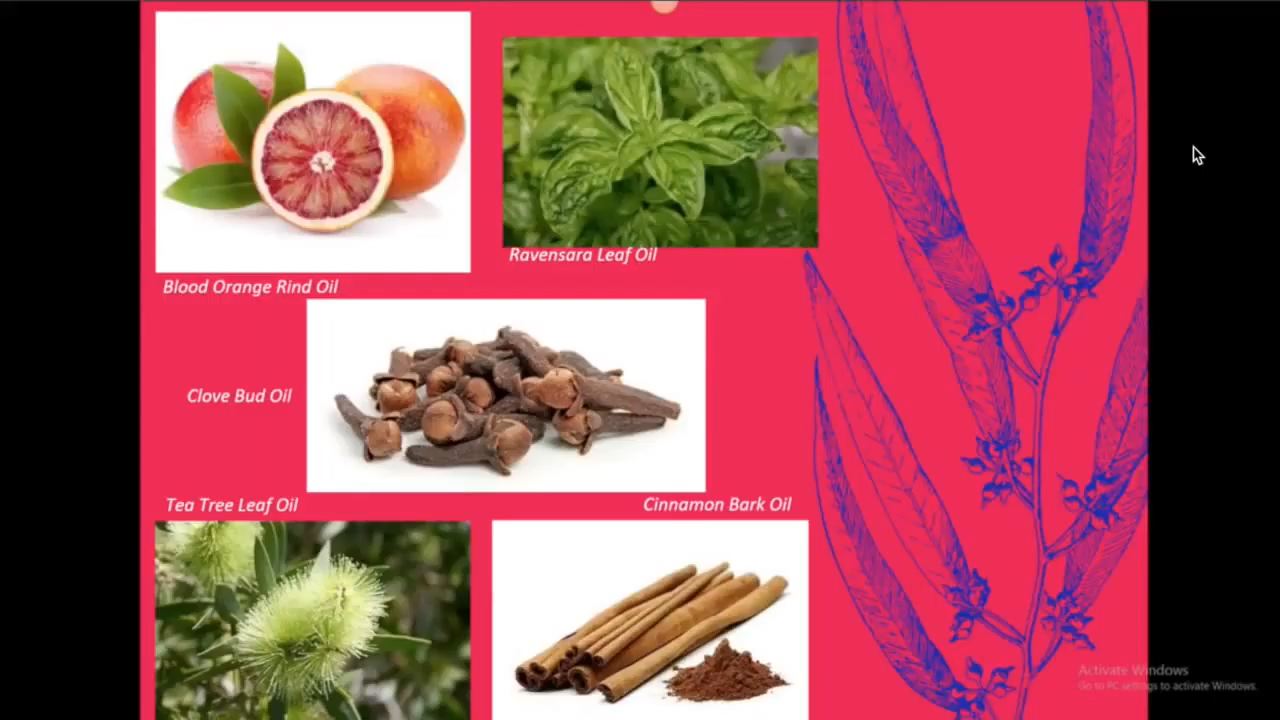 Ravensara Leaf Oil
Blood Orange Rind Oil
Clove Bud Oil
Tea Tree Leaf Oil
Cinnamon Bark Oil
Activate Windows
Go to PC settings to activate Windows.